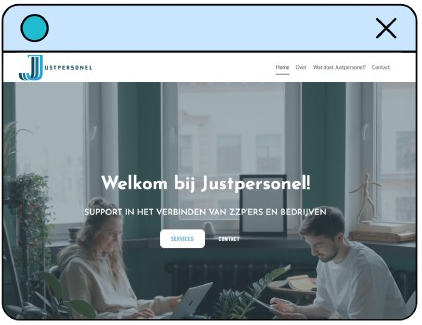 JUSTPERSONEL
Home Over Wat doet Justpersonel? Contact
Welkom bij Justpersonel!
SUPPORT IN HET VERBINDEN VAN ZZP'ERS EN BEDRIJVEN
SERVICES CONTACT